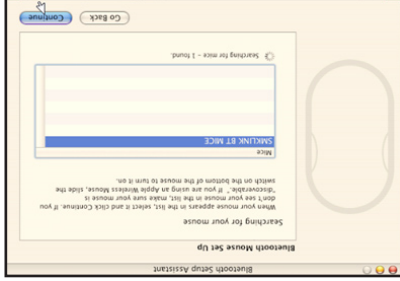 Bluetooth Setup Assistant
Bluetooth Mouse Set Up
Searching for your mouse
When your mouse appears in the list, select it and click Continue. If you
don't see your mouse in the list, make sure your mouse is
"discoverable." If you are using an Apple Wireless Mouse, slide the
switch on the bottom of the mouse to turn it on.
Mice
SMKLINK BT MICE
Searching for mice - 1 found.
Go Back
Continue